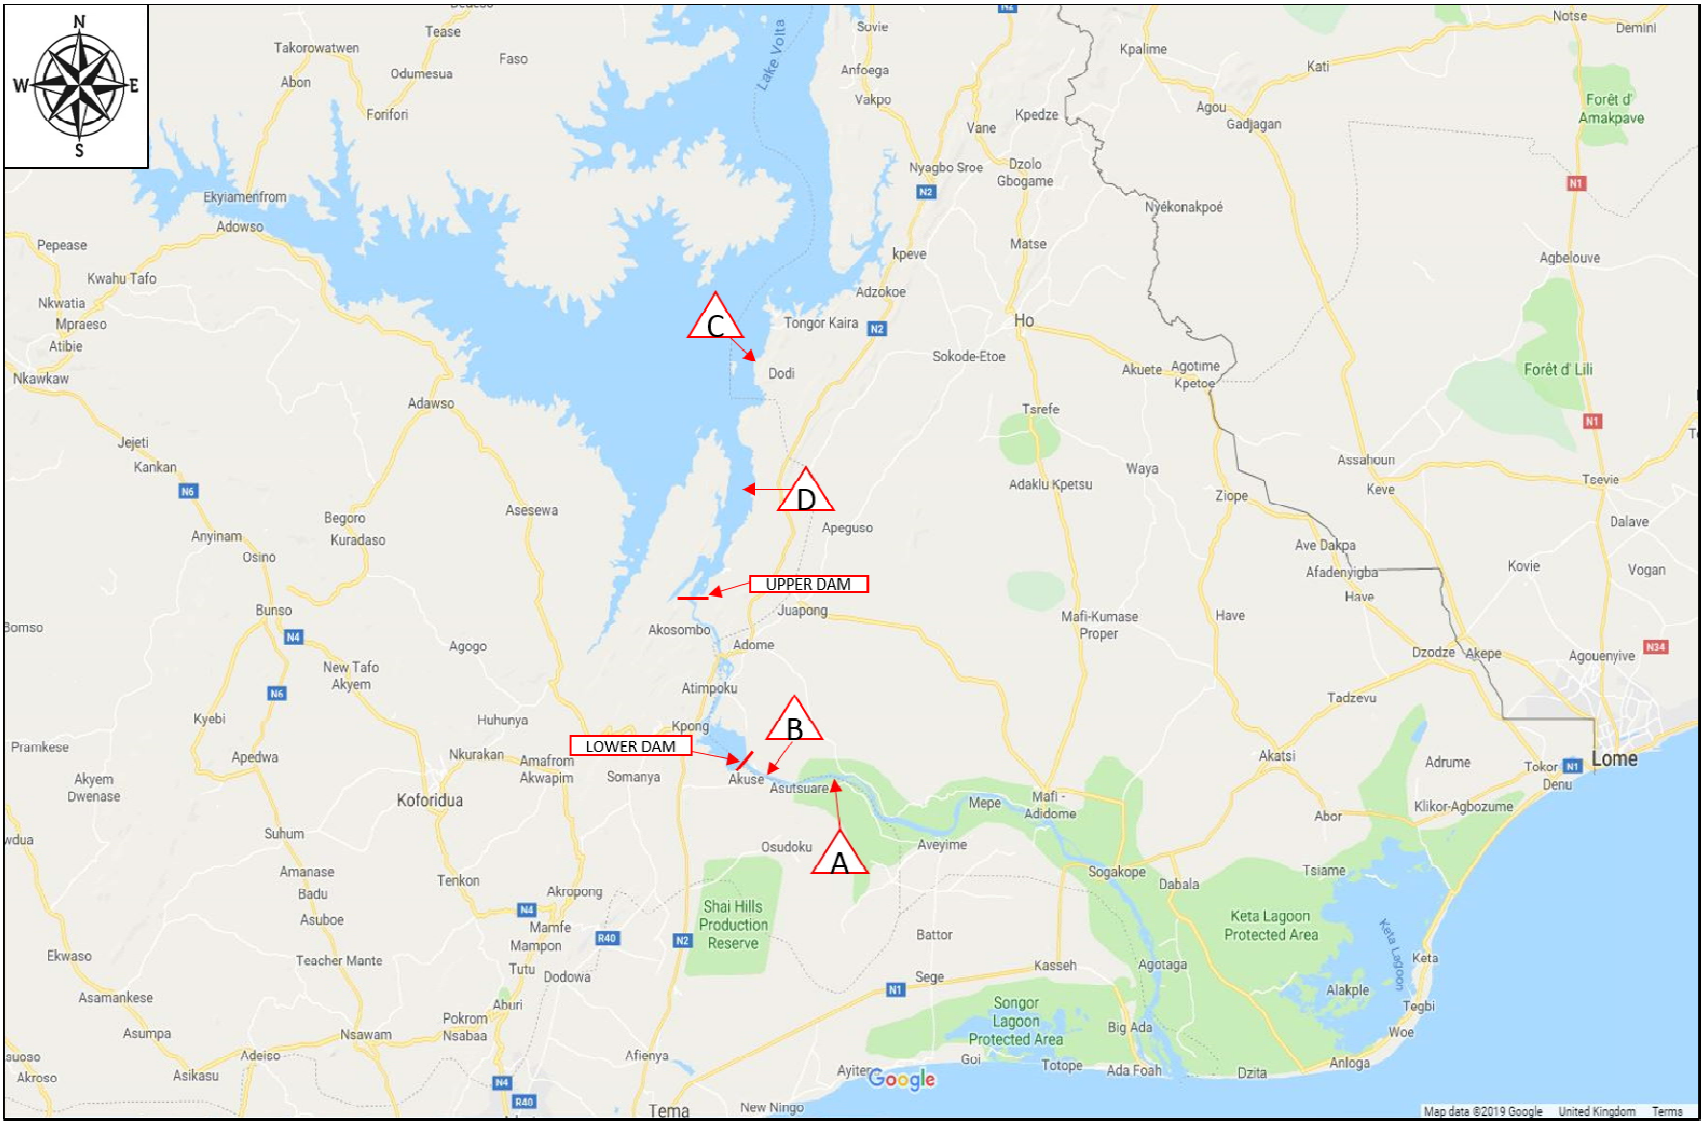 N
W
E
S
Takorowatwen
Tease
Faso
Abon
Odumesua
Forifori
Lake Volta
Sovie
N2
Anfoega
Vakpo
Kpalime
Notse
Demini
Kati
Agou
Gadjagan
Forêt d'
Amakpave
Kpedze
Vane
Nyagbo Sroe
Dzolo
Gbogame
N2
N1
Ekyiamenfrom
Adowso
Nyékonakpoé
Pepease
Kwahu Tafo
Matse
Ikpeve
Agbelouve
Nkwatia
Mpraeso
Atibie
Nkawkaw
Adzokoe
C
Tongor Kaira
N2
Ho
Sokode-Etoe
Dodi
Akuete
Agotime
Kpetoe
Forêt d' Lili
Adawso
Tsrefe
N1
Jejeti
Kankan
Assahoun
Waya
N6
Adaklu Kpetsu
Keve
Tsevie
Ziope
D
Asesewa
Begoro
Kuradaso
Apeguso
Dalave
Anyinam
Osino
Ave Dakpa
Afadenyigba
Have
Kovie
Vogan
UPPER DAM
Bunso
Juapong
Mafi-Kumase
Proper
Have
Bomso
N4
Akosombo
Adome
Agogo
Dzodze
Akepe
Agouenyive
N34
New Tafo
Akyem
N6
Atimpoku
Tadzevu
Kyebi
Huhunya
Kpong
B
LOWER DAM
Pramkese
Apedwa
Nkurakan
Amafrom
Akwapim
Somanya
Akuse
Asutsuare
Akatsi
Adrume
Tokor
N1
Lome
Denu
Akyem
Dwenase
Koforidua
Mepe
Mafi -
Adidome
Abor
Klikor-Agbozume
Suhum
Osudoku
A
Aveyime
Amanase
Badu
Asuboe
Tenkon
Akropong
Sogakope
Dabala
Tsiame
N4
Mamfe
Mampon
R40
N2
Shai Hills
Production
Reserve
Battor
Keta Lagoon
Protected Area
Keta Lagoon
Keta
Ekwaso
Teacher Mante
Tutu
Dodowa
Sege
Kasseh
Agotaga
Asamankese
Aburi
N1
Alakple
Tegbi
Woe
Asumpa
Pokrom
Nsabaa
Nsawam
Songor
Lagoon
Protected Area
Big Ada
Adeiso
Afienya
Goi
Totope
Ada Foah
Dzita
Anloga
Akroso
Asikasu
N4
R40
Ayiter
Google
Tema
New Ningo
Map data ©2019 Google
United Kingdom
Terms